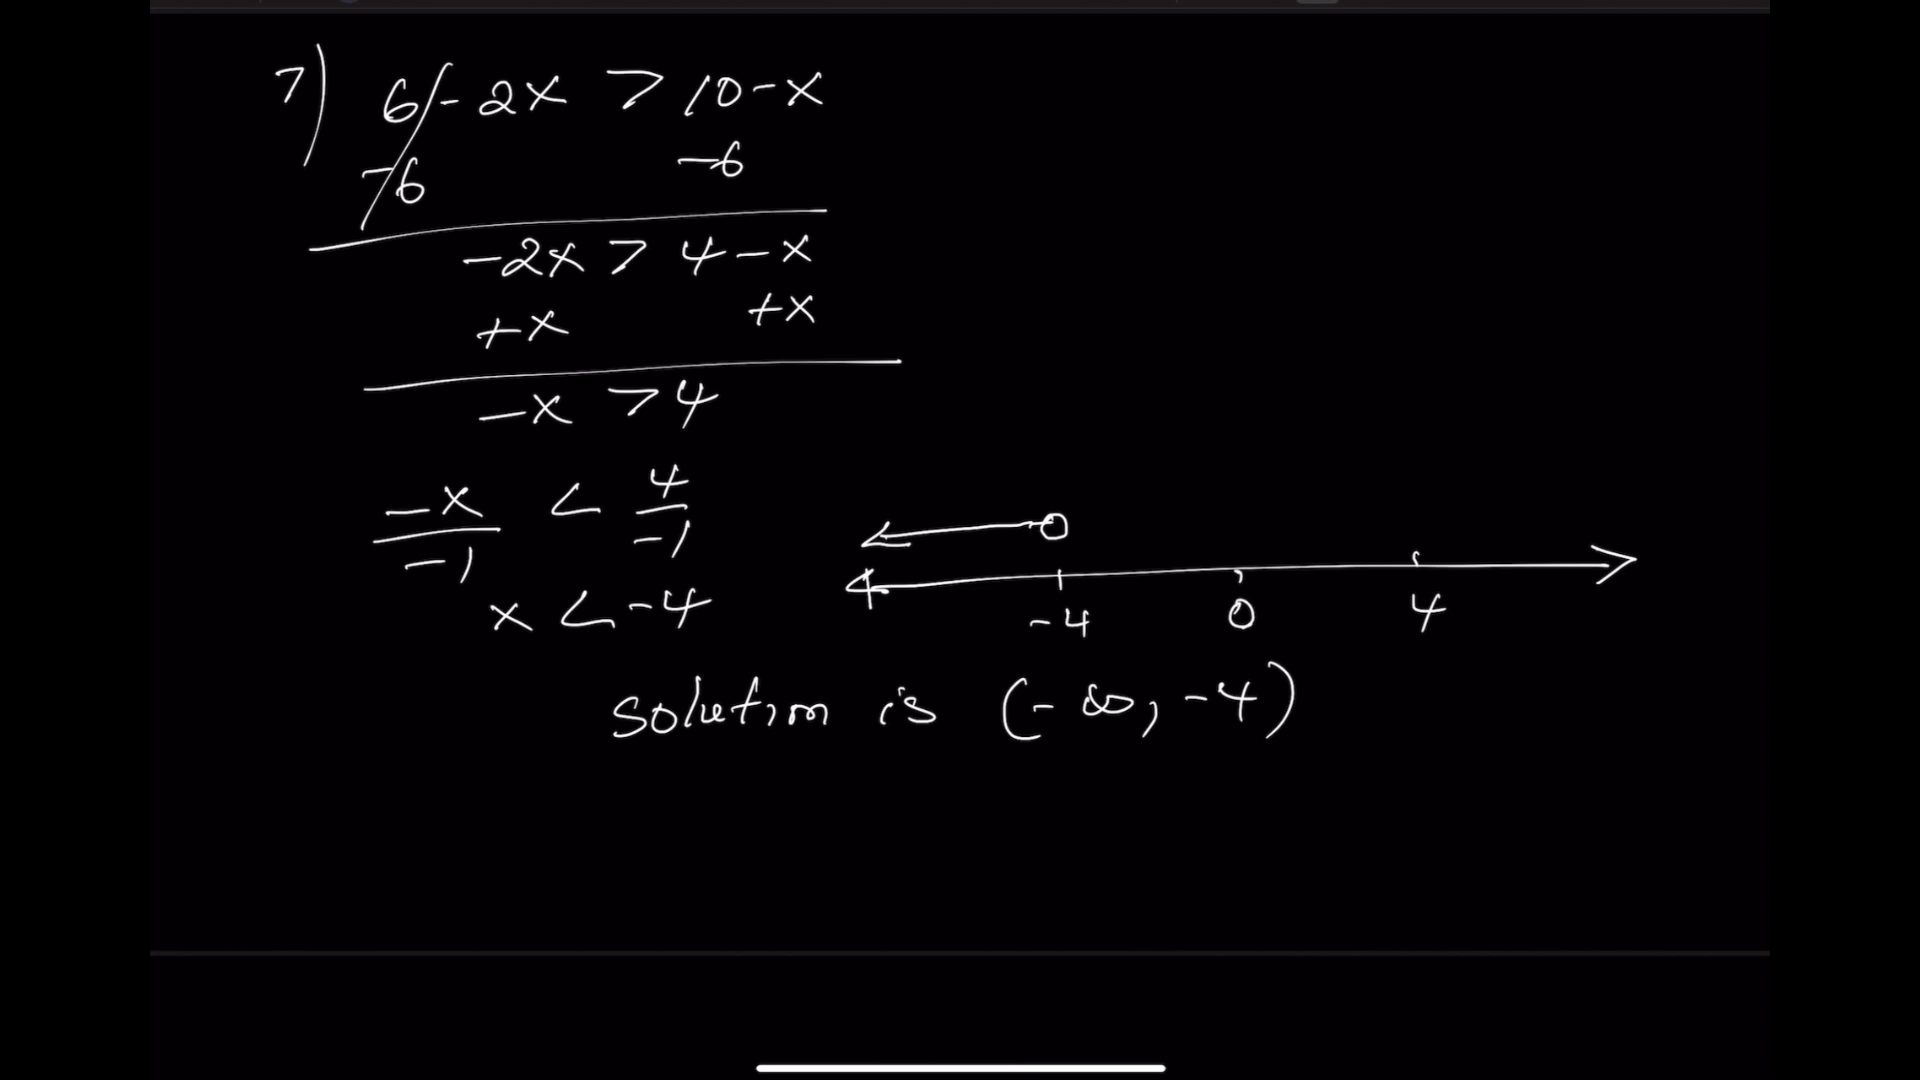 7) 6 - 2x > 10 - x
-6 -6
-2x > 4 - x
+x +x
-x > 4
-x/-1 < 4/-1
x < -4
-4 0 4
solution is (-∞, -4)